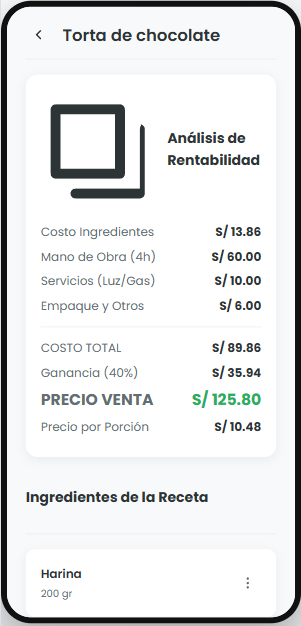 Torta de chocolate
Análisis de
Rentabilidad
Costo Ingredientes S/ 13.86
Mano de Obra (4h) S/ 60.00
Servicios (Luz/Gas) S/ 10.00
Empaque y Otros S/ 6.00
COSTO TOTAL S/ 89.86
Ganancia (40%) S/ 35.94
PRECIO VENTA S/ 125.80
Precio por Porción S/ 10.48
Ingredientes de la Receta
Harina
200 gr